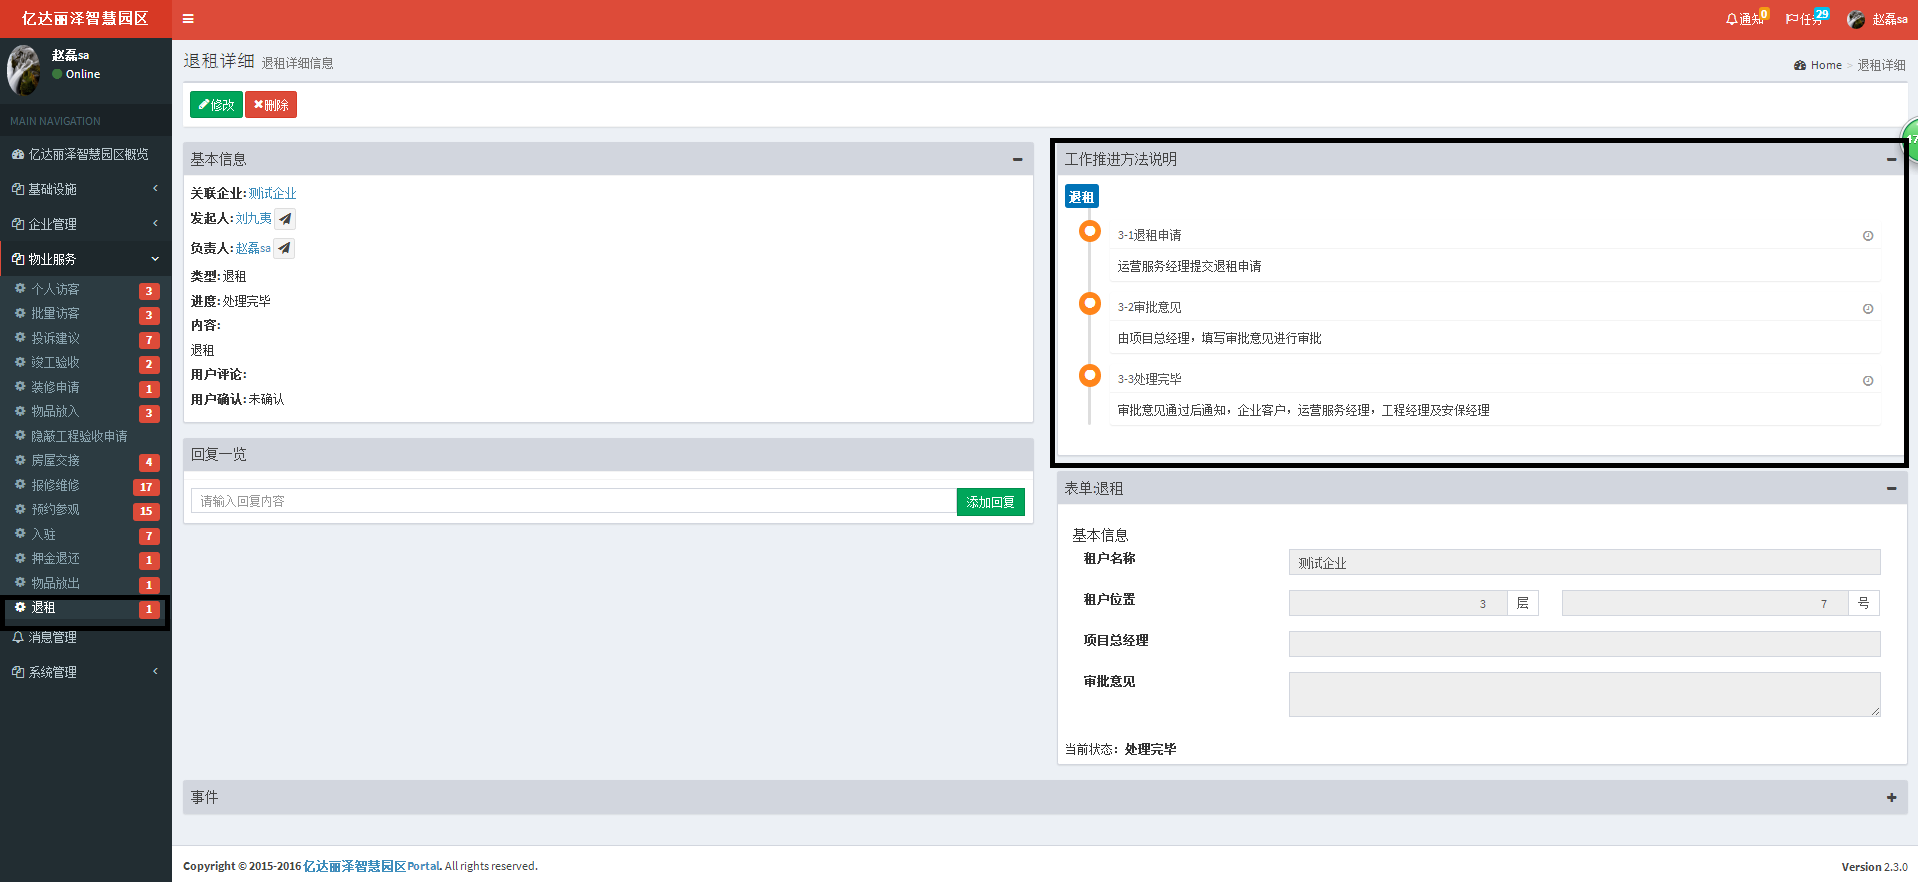 亿达丽泽智慧园区
通知 0
任务 29
赵磊sa
赵磊sa
Online
MAIN NAVIGATION
亿达丽泽智慧园区概览
基础设施
企业管理
物业服务
个人访客 3
批量访客 3
投诉建议 7
竣工验收 2
装修申请 1
物品放入 3
隐蔽工程验收申请
房屋交接 4
报修维修 17
预约参观 15
入驻 7
押金退还 1
物品放出 1
退租 1
消息管理
系统管理
退租详细 退租详细信息
Home > 退租详细
修改 删除
基本信息
关联企业: 测试企业
发起人: 刘九夷
负责人: 赵磊sa
类型: 退租
进度: 处理完毕
内容:
退租
用户评论:
用户确认: 未确认
回复一览
请输入回复内容
添加回复
工作推进方法说明
退租
3-1退租申请
运营服务经理提交退租申请
3-2审批意见
由项目总经理，填写审批意见进行审批
3-3处理完毕
审批意见通过后通知，企业客户，运营服务经理，工程经理及安保经理
表单:退租
基本信息
租户名称 测试企业
租户位置 3 层 7 号
项目总经理
审批意见
当前状态：处理完毕
事件
Copyright © 2015-2016 亿达丽泽智慧园区Portal. All rights reserved.
Version 2.3.0